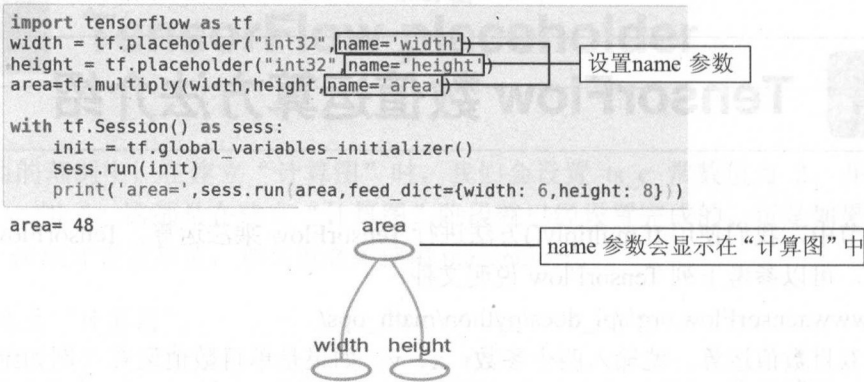 import tensorflow as tf
width = tf.placeholder("int32",name='width')
height = tf.placeholder("int32",name='height')
area=tf.multiply(width,height,name='area')
设置name 参数
with tf.Session() as sess:
init = tf.global_variables_initializer()
sess.run(int)
print('area=',sess.run(area,feed_dict={width: 6,height: 8}))
area= 48
area
name 参数会显示在“计算图”中
width height